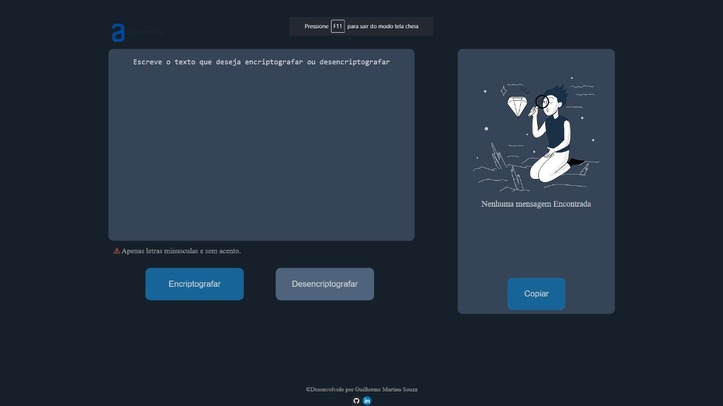 Pressione F11 para sair do modo tela cheia
Escreve o texto que deseja encriptografar ou desencriptografar
Nenhuma mensagem Encontrada
Apenas letras minusculas e sem acento.
Encriptografar
Desencriptografar
Copiar
©Desenvolvido por Guilherme Martins Souza